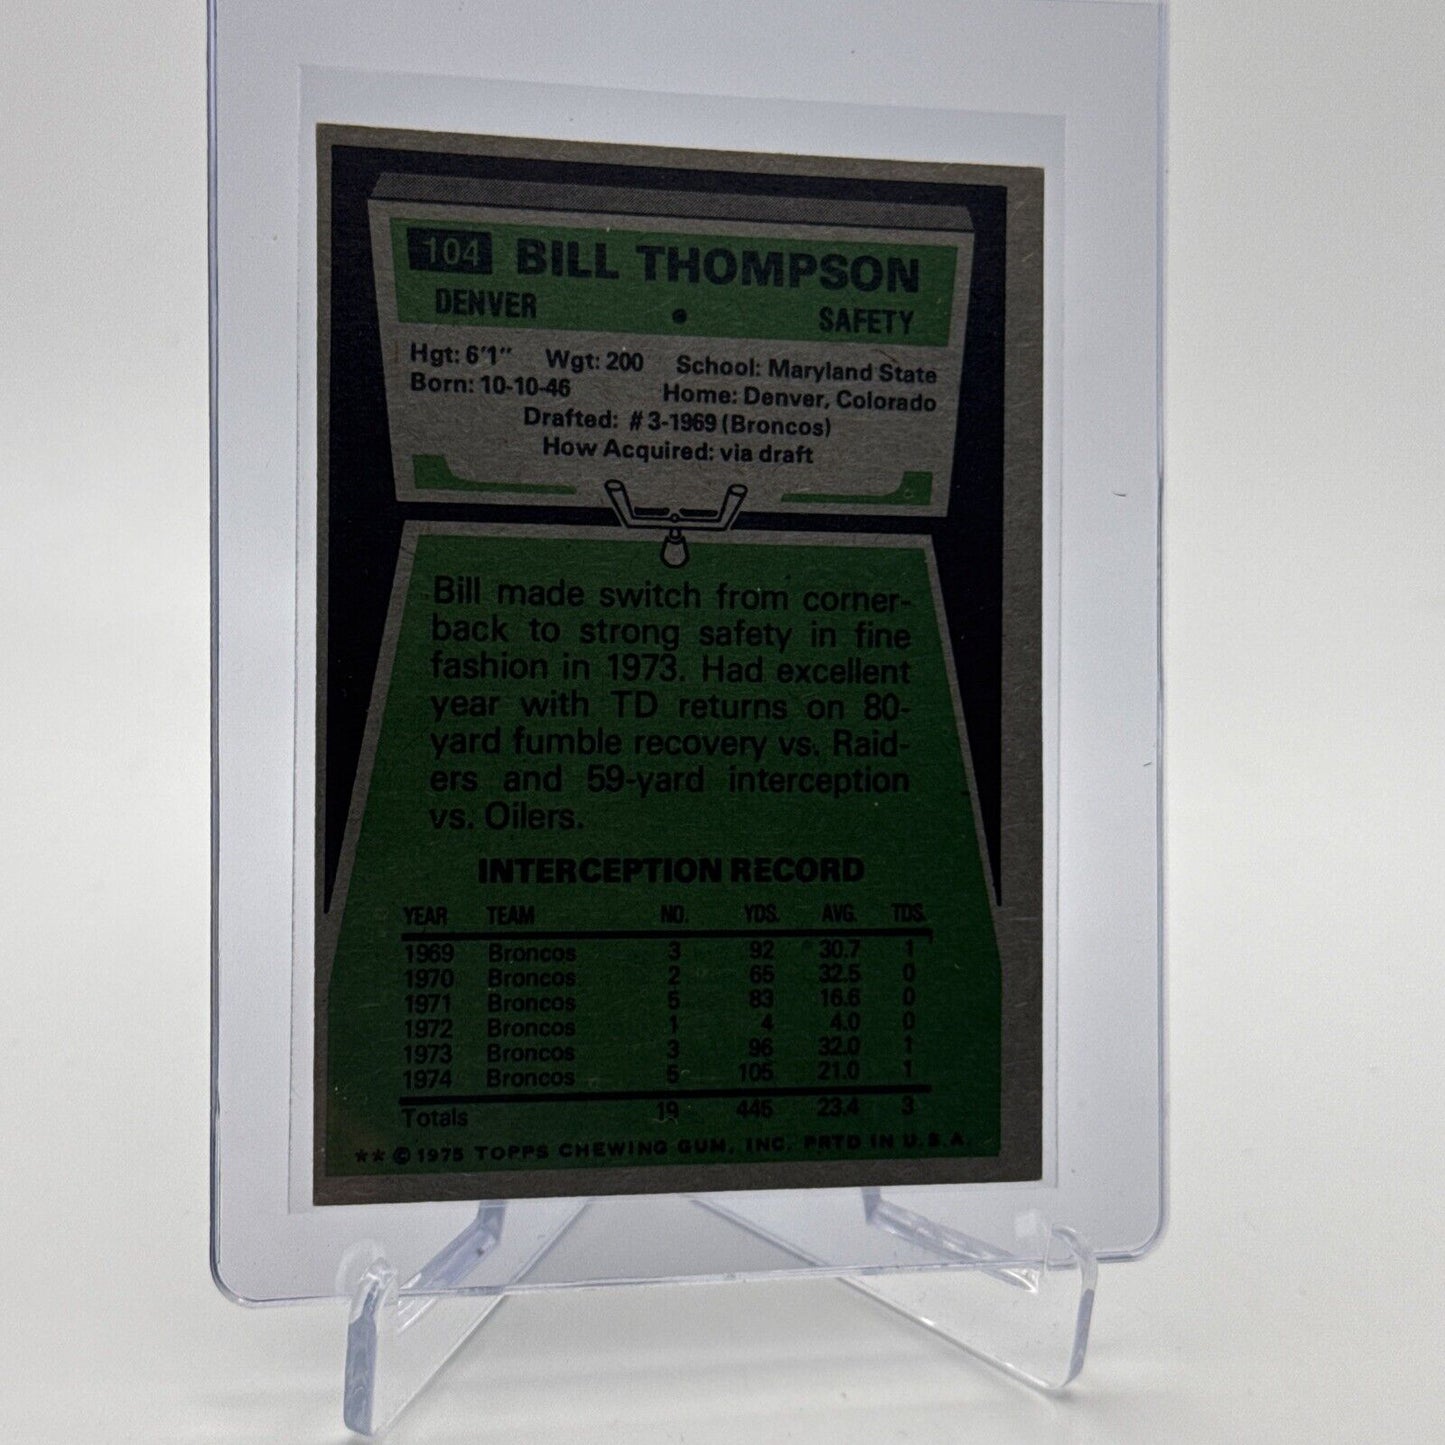 104 BILL THOMPSON
DENVER • SAFETY
Hgt: 6'1" Wgt: 200 School: Maryland State
Born: 10-10-46 Home: Denver, Colorado
Drafted: #3-1969 (Broncos)
How Acquired: via draft
Bill made switch from corner-
back to strong safety in fine
fashion in 1973. Had excellent
year with TD returns on 80-
yard fumble recovery vs. Raid-
ers and 59-yard interception
vs. Oilers.
INTERCEPTION RECORD
YEAR TEAM NO. YDS. AVG. TDS.
1969 Broncos 3 92 30.7 1
1970 Broncos 2 65 32.5 0
1971 Broncos 5 83 16.6 0
1972 Broncos 1 4 4.0 0
1973 Broncos 3 96 32.0 1
1974 Broncos 5 105 21.0 1
Totals 19 445 23.4 3
** © 1975 TOPPS CHEWING GUM, INC. PRTD IN U.S.A.